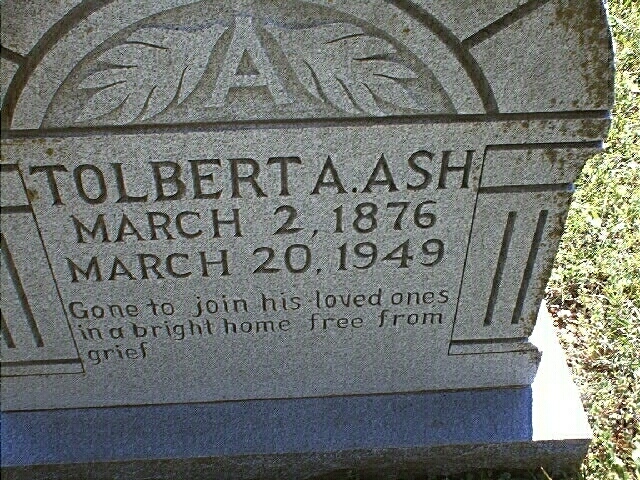 A
TOLBERT A. ASH
MARCH 2, 1876
MARCH 20, 1949
Gone to join his loved ones
in a bright home free from
grief